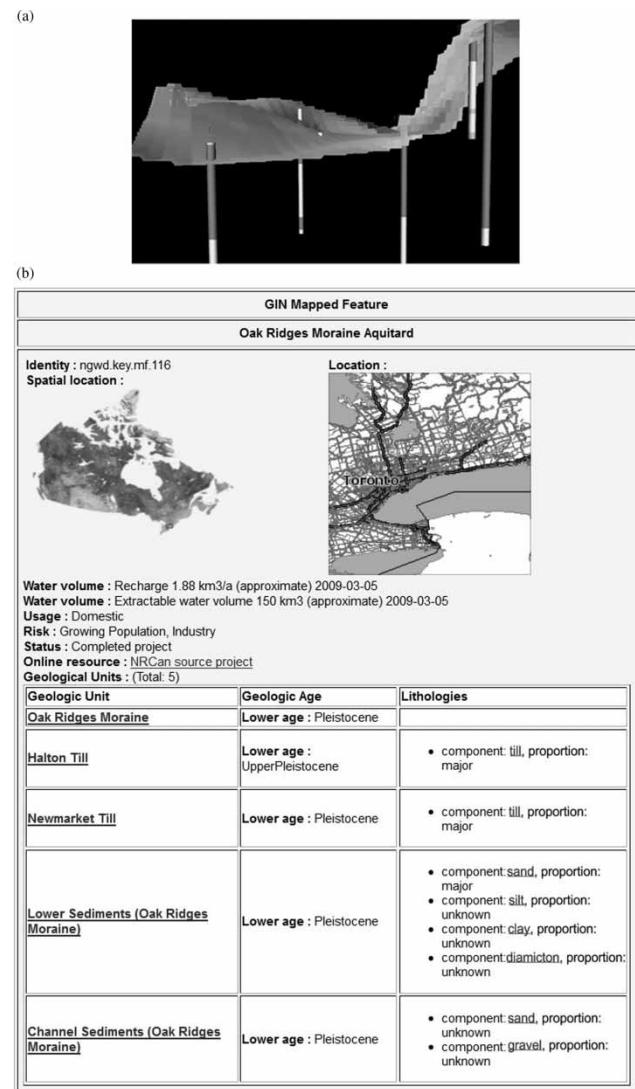 (a)
(b)
GIN Mapped Feature
Oak Ridges Moraine Aquitard
Identity : ngwd.key.mf.116
Spatial location :
Location :
Toronto
Water volume : Recharge 1.88 km3/a (approximate) 2009-03-05
Water volume : Extractable water volume 150 km3 (approximate) 2009-03-05
Usage : Domestic
Risk : Growing Population, Industry
Status : Completed project
Online resource : NRCan source project
Geological Units : (Total: 5)
Geologic Unit Geologic Age Lithologies
Oak Ridges Moraine Lower age : Pleistocene
Halton Till
Lower age :
UpperPleistocene
• component: till, proportion:
major
Newmarket Till
Lower age : Pleistocene
• component: till, proportion:
major
Lower Sediments (Oak Ridges
Moraine)
Lower age : Pleistocene
• component:sand, proportion:
major
• component: silt, proportion:
unknown
• component: clay, proportion:
unknown
• component:diamicton, proportion:
unknown
Channel Sediments (Oak Ridges
Moraine)
Lower age : Pleistocene
• component: sand, proportion:
unknown
• component: gravel, proportion:
unknown